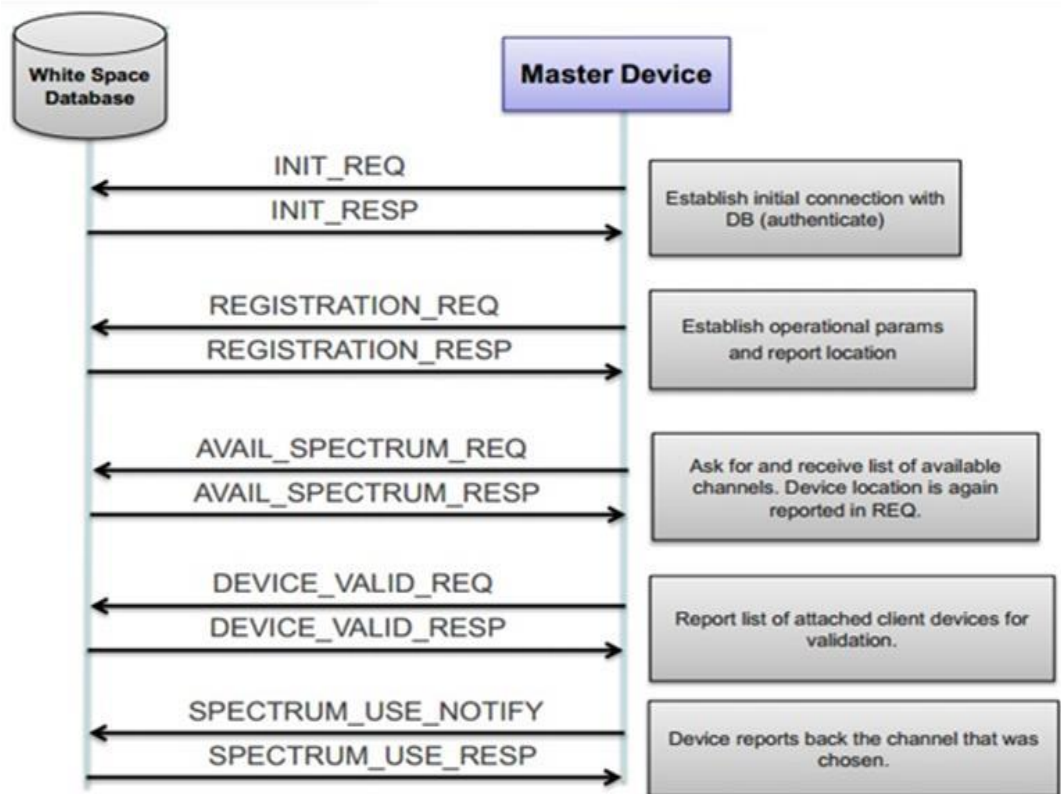 White Space
Database
Master Device
INIT_REQ
INIT_RESP
Establish initial connection with
DB (authenticate)
REGISTRATION_REQ
REGISTRATION_RESP
Establish operational params
and report location
AVAIL_SPECTRUM_REQ
AVAIL_SPECTRUM_RESP
Ask for and receive list of available
channels. Device location is again
reported in REQ.
DEVICE_VALID_REQ
DEVICE_VALID_RESP
Report list of attached client devices for
validation.
SPECTRUM_USE_NOTIFY
SPECTRUM_USE_RESP
Device reports back the channel that was
chosen.